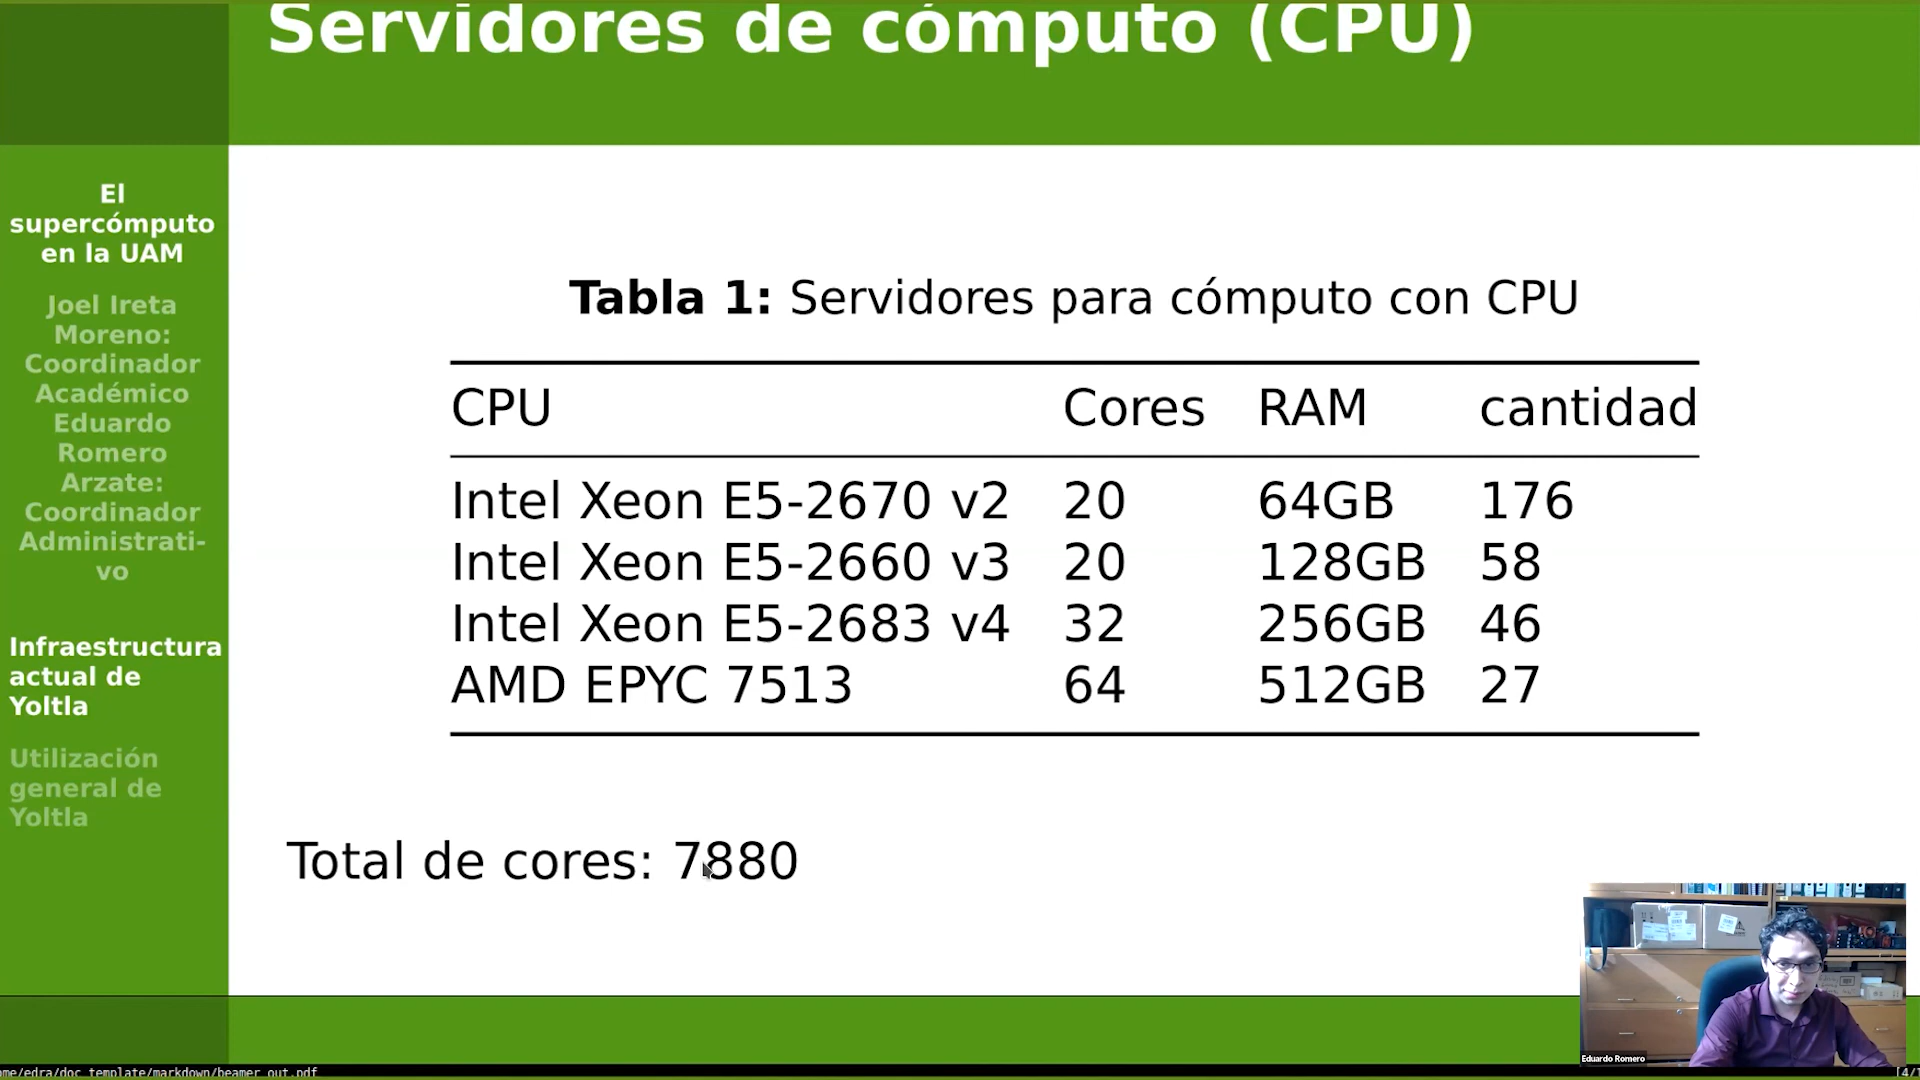 Servidores de cómputo (CPU)
El
supercómputo
en la UAM
Joel Ireta
Moreno:
Coordinador
Académico
Eduardo
Romero
Arzate:
Coordinador
Administrati-
vo
Infraestructura
actual de
Yoltla
Utilización
general de
Yoltla
Tabla 1: Servidores para cómputo con CPU
CPU Cores RAM cantidad
Intel Xeon E5-2670 v2 20 64GB 176
Intel Xeon E5-2660 v3 20 128GB 58
Intel Xeon E5-2683 v4 32 256GB 46
AMD EPYC 7513 64 512GB 27
Total de cores: 7880
Eduardo Romero
ome/edra/doc_template/markdown/beamer_out.pdf [4/1